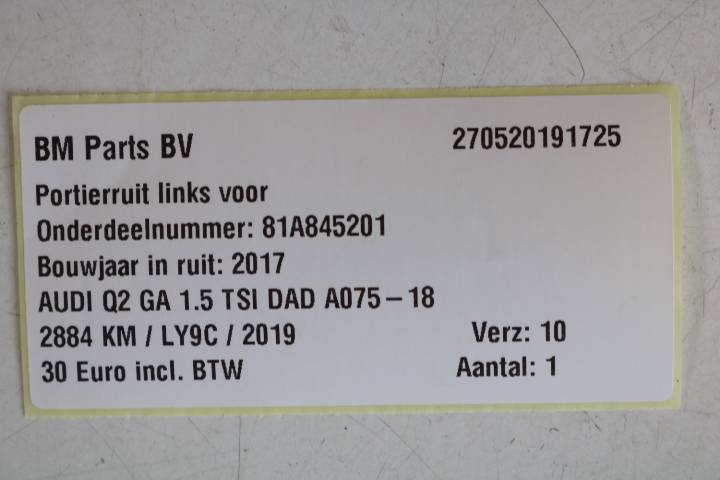 BM Parts BV 270520191725
Portierruit links voor
Onderdeelnummer: 81A845201
Bouwjaar in ruit: 2017
AUDI Q2 GA 1.5 TSI DAD A075-18
2884 KM / LY9C / 2019 Verz: 10
30 Euro incl. BTW Aantal: 1